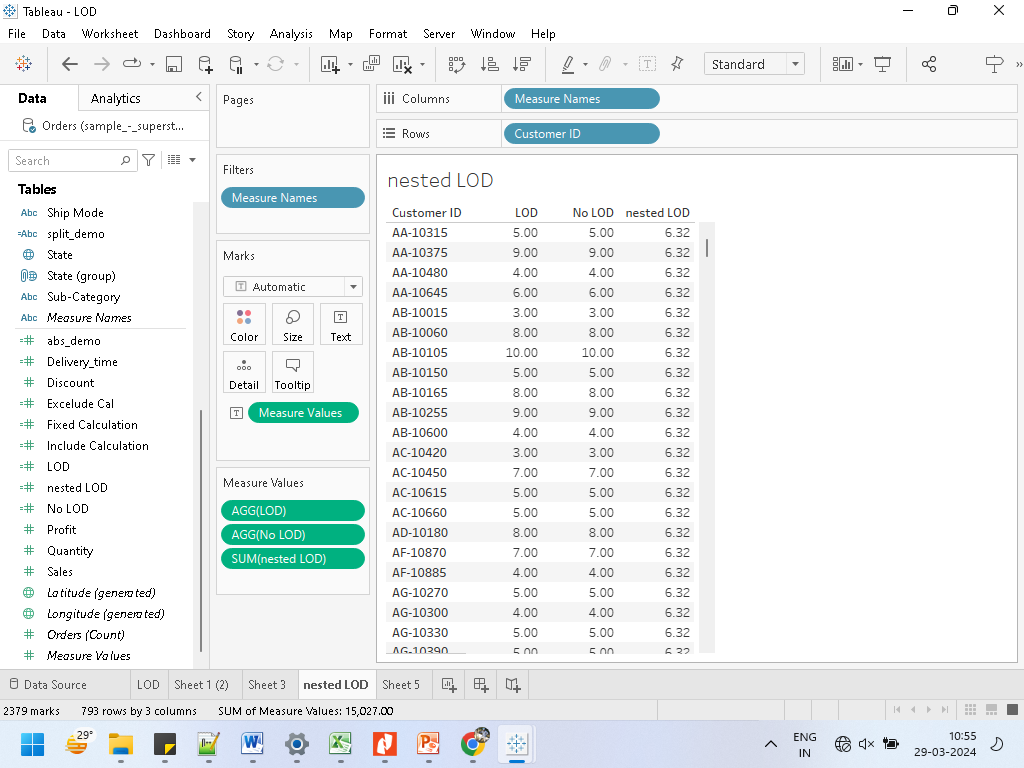 Tableau - LOD
File Data Worksheet Dashboard Story Analysis Map Format Server Window Help
Standard
Data Analytics
Orders (sample_-_superst...
Search
Tables
Abc Ship Mode
=Abc split_demo
State
State (group)
Abc Sub-Category
Abc Measure Names
=# abs_demo
=# Delivery_time
# Discount
=# Excelude Cal
=# Fixed Calculation
=# Include Calculation
=# LOD
=# nested LOD
=# No LOD
# Profit
# Quantity
# Sales
Latitude (generated)
Longitude (generated)
# Orders (Count)
# Measure Values
Pages
Filters
Measure Names
Marks
T Automatic
Color Size Text
Detail Tooltip
T Measure Values
Measure Values
AGG(LOD)
AGG(No LOD)
SUM(nested LOD)
Columns Measure Names
Rows Customer ID
nested LOD
Customer ID LOD No LOD nested LOD
AA-10315 5.00 5.00 6.32
AA-10375 9.00 9.00 6.32
AA-10480 4.00 4.00 6.32
AA-10645 6.00 6.00 6.32
AB-10015 3.00 3.00 6.32
AB-10060 8.00 8.00 6.32
AB-10105 10.00 10.00 6.32
AB-10150 5.00 5.00 6.32
AB-10165 8.00 8.00 6.32
AB-10255 9.00 9.00 6.32
AB-10600 4.00 4.00 6.32
AC-10420 3.00 3.00 6.32
AC-10450 7.00 7.00 6.32
AC-10615 5.00 5.00 6.32
AC-10660 5.00 5.00 6.32
AD-10180 8.00 8.00 6.32
AF-10870 7.00 7.00 6.32
AF-10885 4.00 4.00 6.32
AG-10270 5.00 5.00 6.32
AG-10300 4.00 4.00 6.32
AG-10330 5.00 5.00 6.32
AG-10390 5.00 5.00 6.32
Data Source LOD Sheet 1 (2) Sheet 3 nested LOD Sheet 5
2379 marks 793 rows by 3 columns SUM of Measure Values: 15,027.00
29°
ENG
IN
10:55
29-03-2024